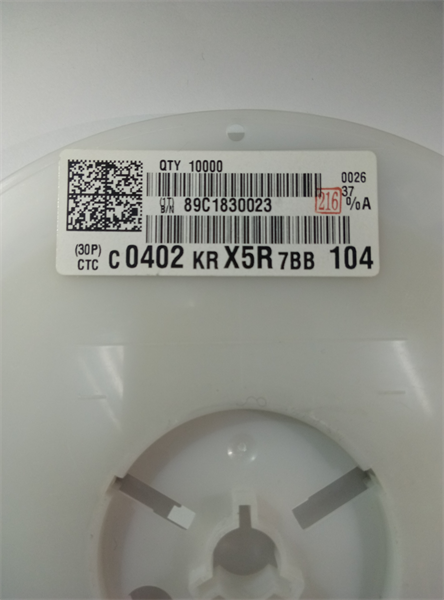 QTY 10000
0026
(1T)
B/N 89C1830023
216
37
%A
(30P)
CTC C 0402 KR X5R 7BB 104